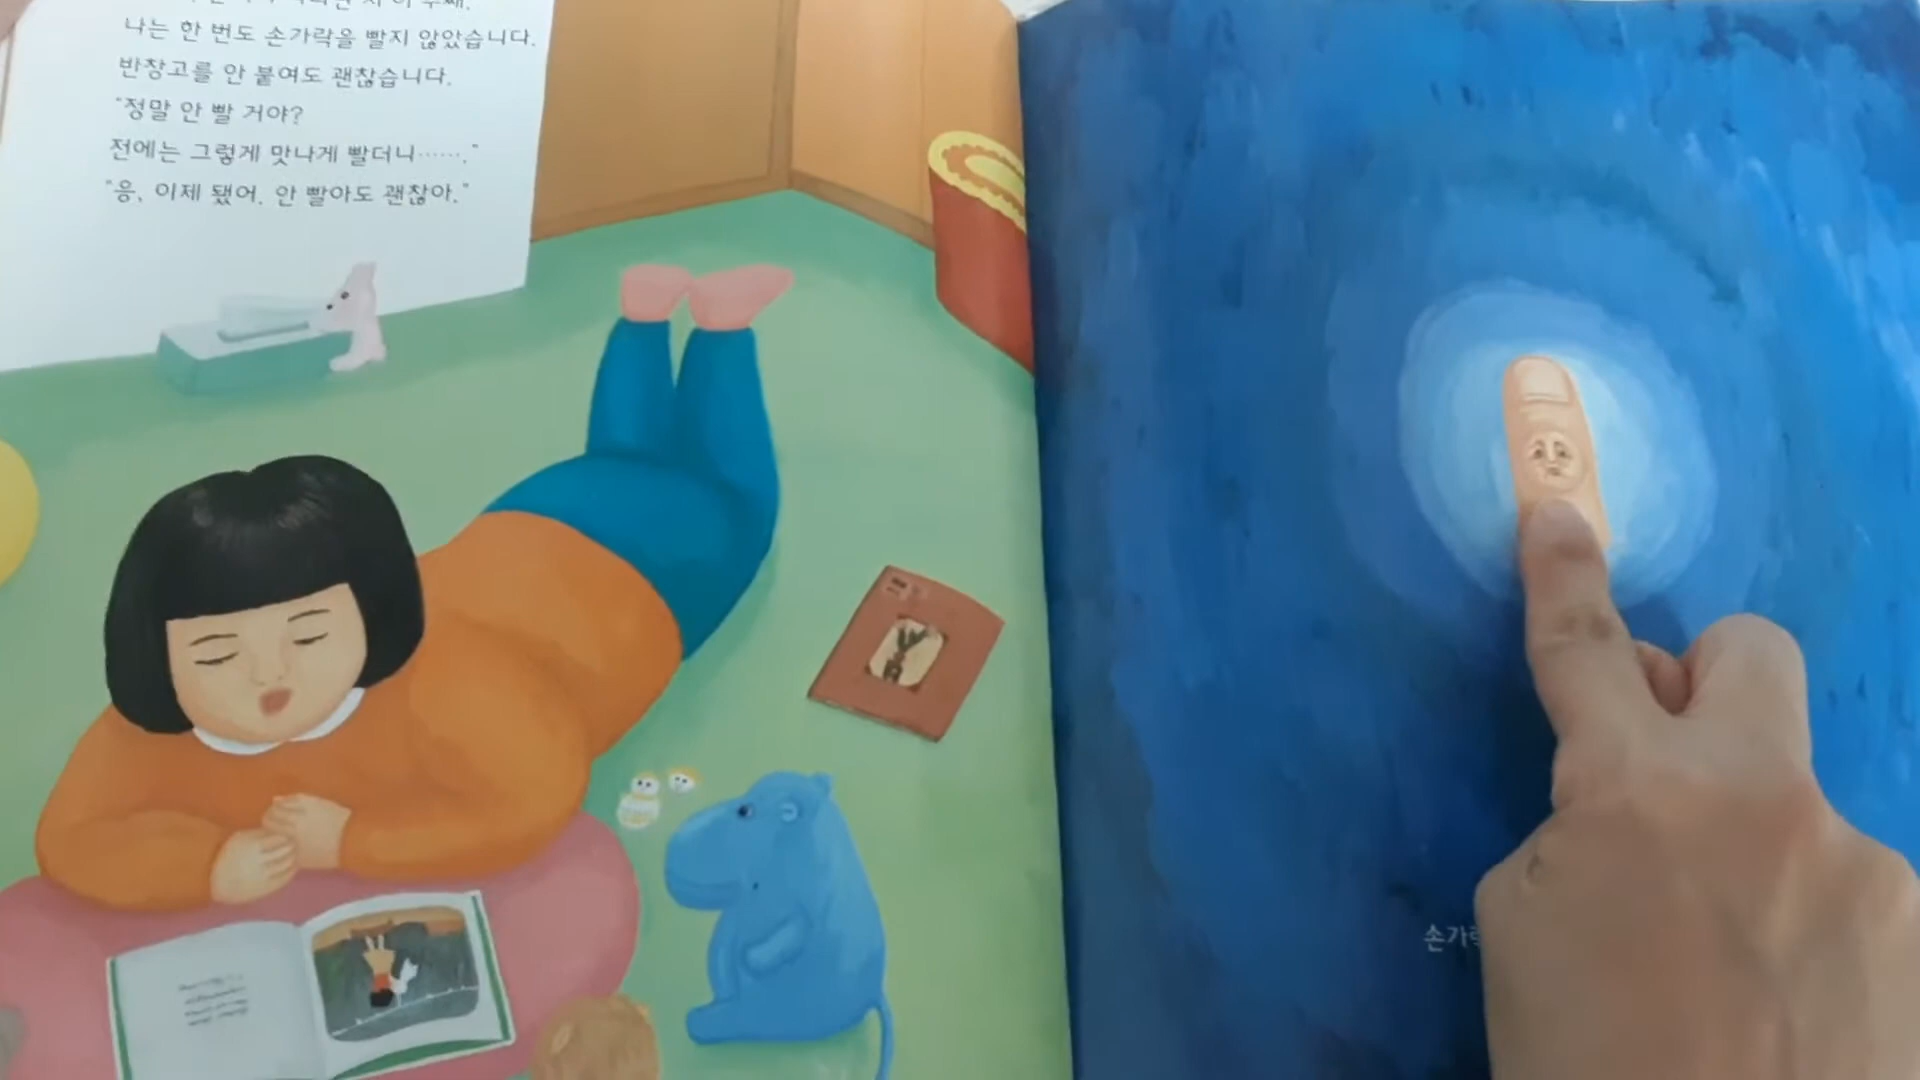 나는 한 번도 손가락을 빨지 않았습니다.
반창고를 안 붙여도 괜찮습니다.
"정말 안 빨 거야?
전에는 그렇게 맛나게 빨더니……."
"응, 이제 됐어. 안 빨아도 괜찮아."